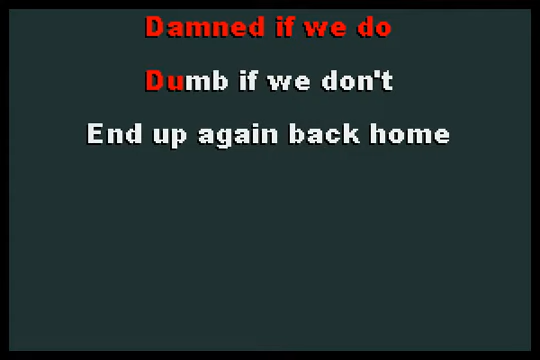 Damned if we do
Dumb if we don't
End up again back home